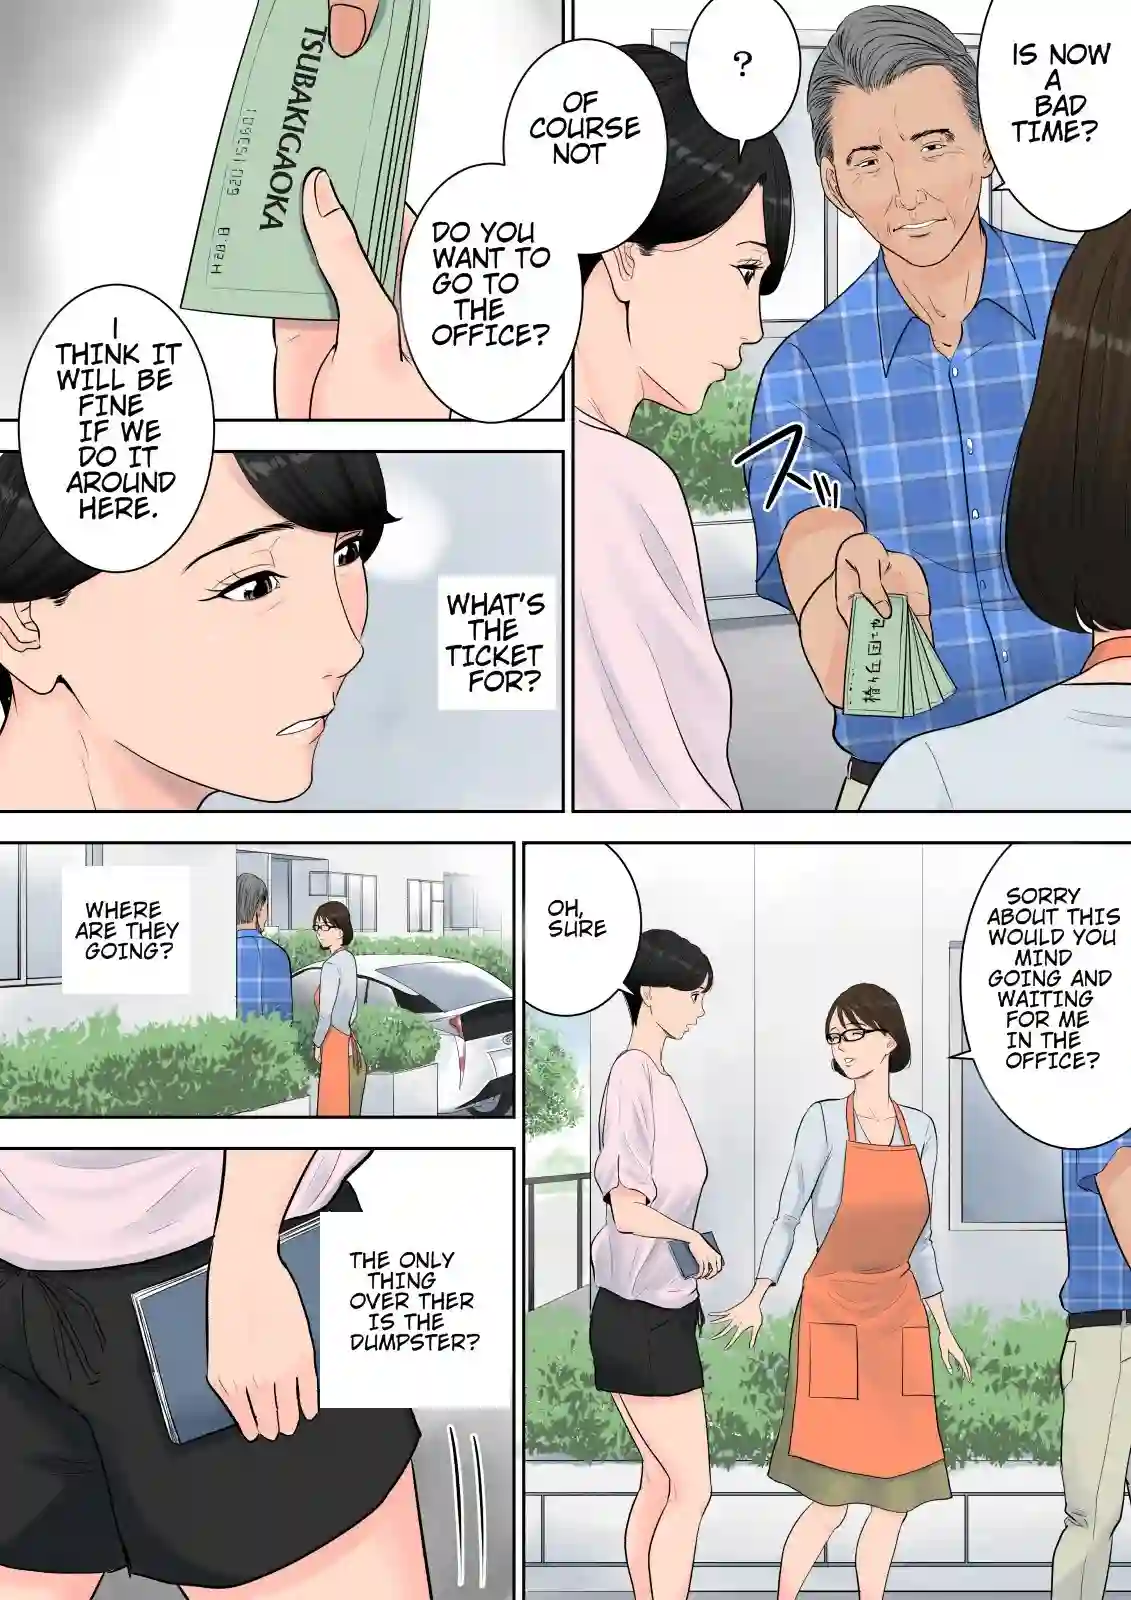 IS NOW
A
BAD
TIME?
?
OF
COURSE
NOT
DO YOU
WANT TO
GO TO
THE
OFFICE?
ズッ
TSUBAKIGAOKA
I
THINK IT
WILL BE
FINE
IF WE
DO IT
AROUND
HERE.
WHAT'S
THE
TICKET
FOR?
SORRY
ABOUT THIS
WOULD YOU
MIND
GOING AND
WAITING
FOR ME
IN THE
OFFICE?
OH,
SURE
WHERE
ARE THEY
GOING?
THE ONLY
THING
OVER THER
IS THE
DUMPSTER?